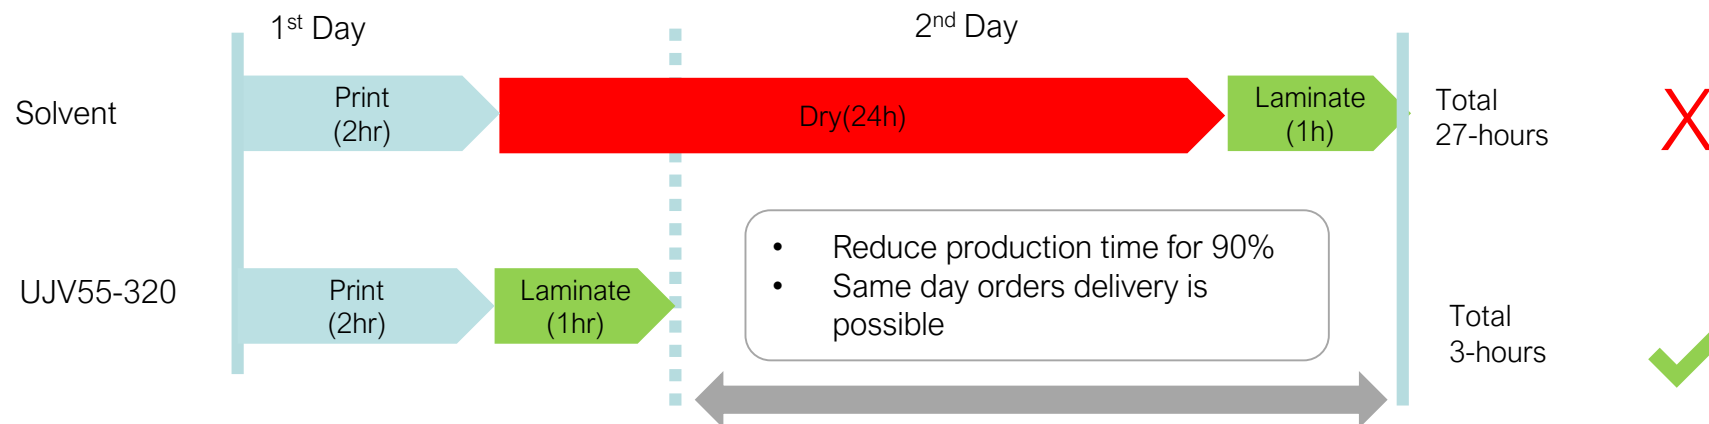 1st Day
2nd Day
Solvent
Print
(2hr)
Dry(24h)
Laminate
(1h)
Total
27-hours
X
UJV55-320
Print
(2hr)
Laminate
(1hr)
• Reduce production time for 90%
• Same day orders delivery is
possible
Total
3-hours